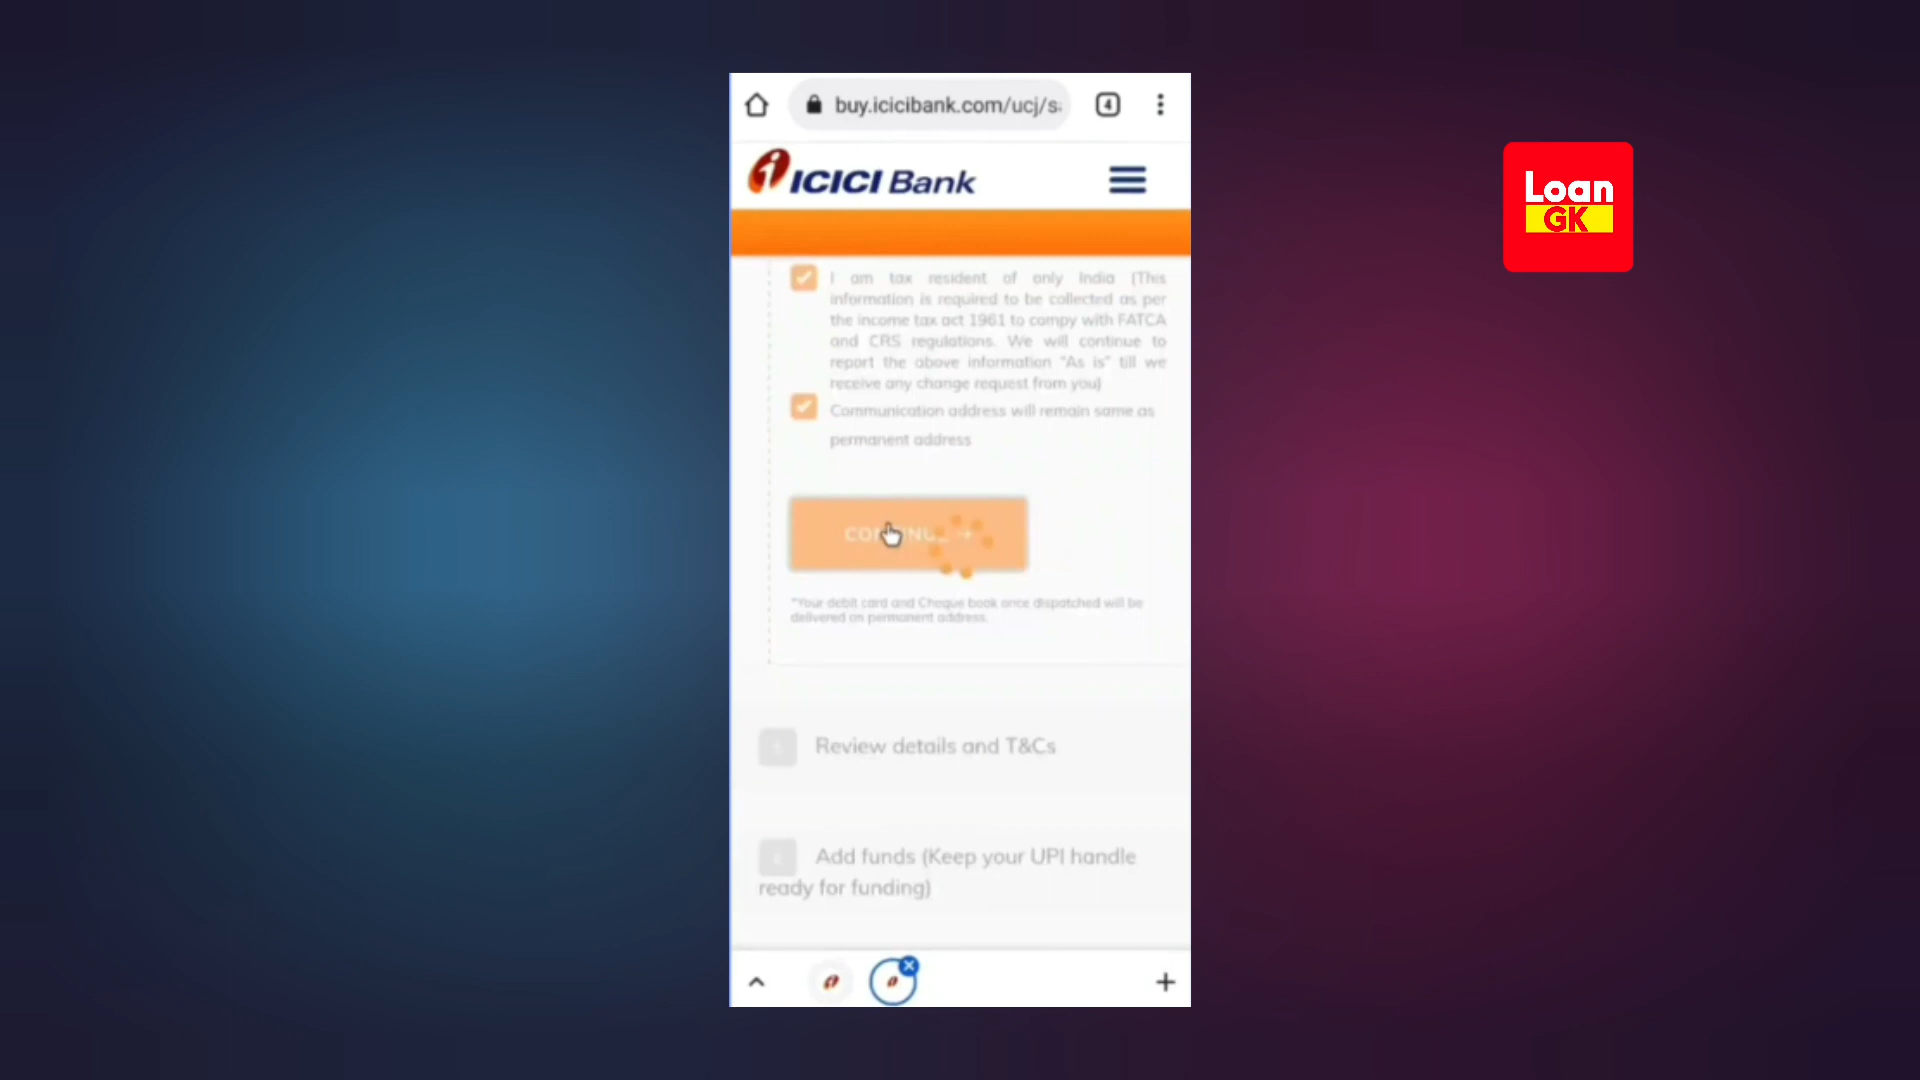 buy.icicibank.com/ucj/s
4
ICICI Bank
Loan
GK
I am tax resident of only India (This
information is required to be collected as per
the income tax act 1961 to compy with FATCA
and CRS regulations. We will continue to
report the above information "As is" till we
receive any change request from you)
Communication address will remain same as
permanent address
CONTINUE →
*Your debit card and Cheque book once dispatched will be
delivered on permanent address.
Review details and T&Cs
Add funds (Keep your UPI handle
ready for funding)